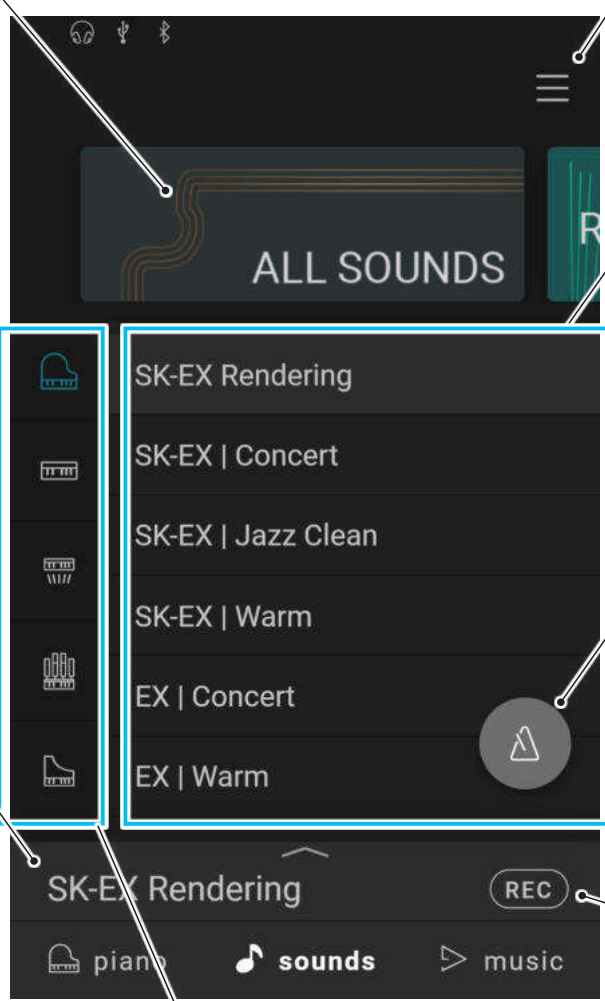 ALL SOUNDS
R
SK-EX Rendering
SK-EX | Concert
SK-EX | Jazz Clean
SK-EX | Warm
EX | Concert
EX | Warm
SK-EX Rendering
REC
piano
sounds
music